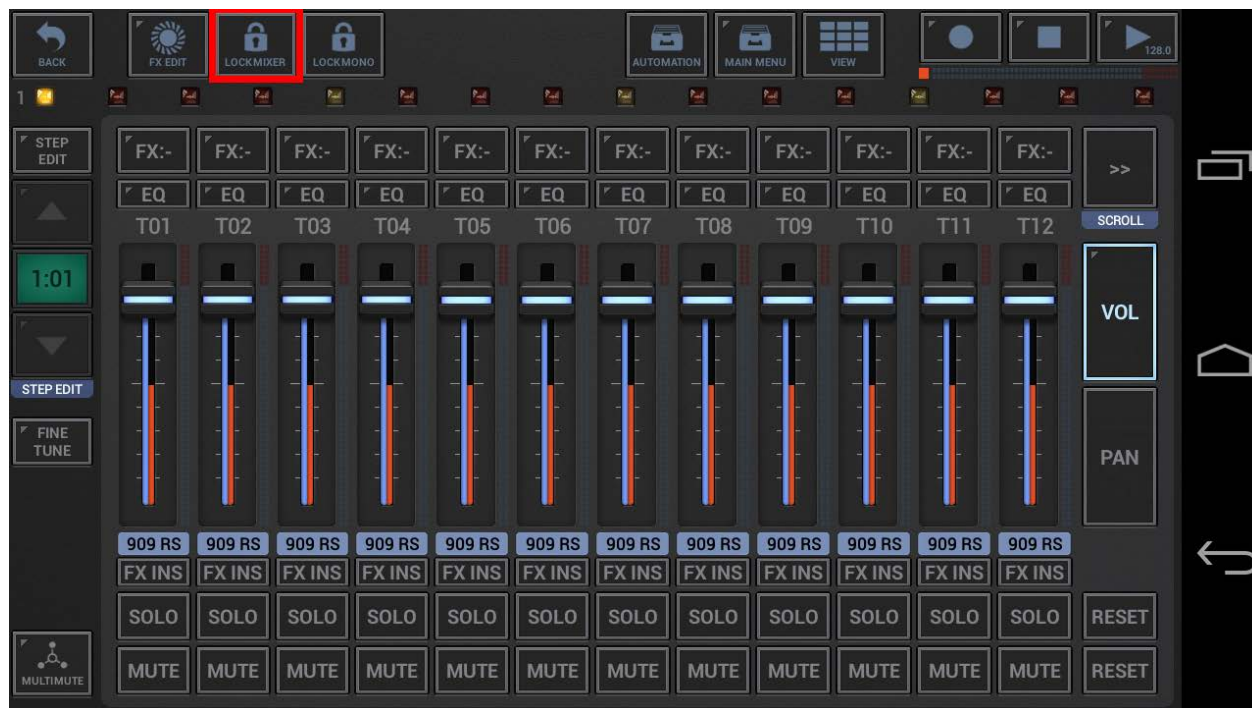 BACK FX EDIT LOCKMIXER LOCKMONO AUTOMATION MAIN MENU VIEW 128.0
1
STEP EDIT FX:- FX:- FX:- FX:- FX:- FX:- FX:- FX:- FX:- FX:- FX:- FX:- >>
EQ EQ EQ EQ EQ EQ EQ EQ EQ EQ EQ EQ
T01 T02 T03 T04 T05 T06 T07 T08 T09 T10 T11 T12 SCROLL
1:01
VOL
STEP EDIT
FINE TUNE
PAN
909 RS 909 RS 909 RS 909 RS 909 RS 909 RS 909 RS 909 RS 909 RS 909 RS 909 RS 909 RS
FX INS FX INS FX INS FX INS FX INS FX INS FX INS FX INS FX INS FX INS FX INS FX INS
SOLO SOLO SOLO SOLO SOLO SOLO SOLO SOLO SOLO SOLO SOLO SOLO RESET
MULTIMUTE MUTE MUTE MUTE MUTE MUTE MUTE MUTE MUTE MUTE MUTE MUTE MUTE RESET